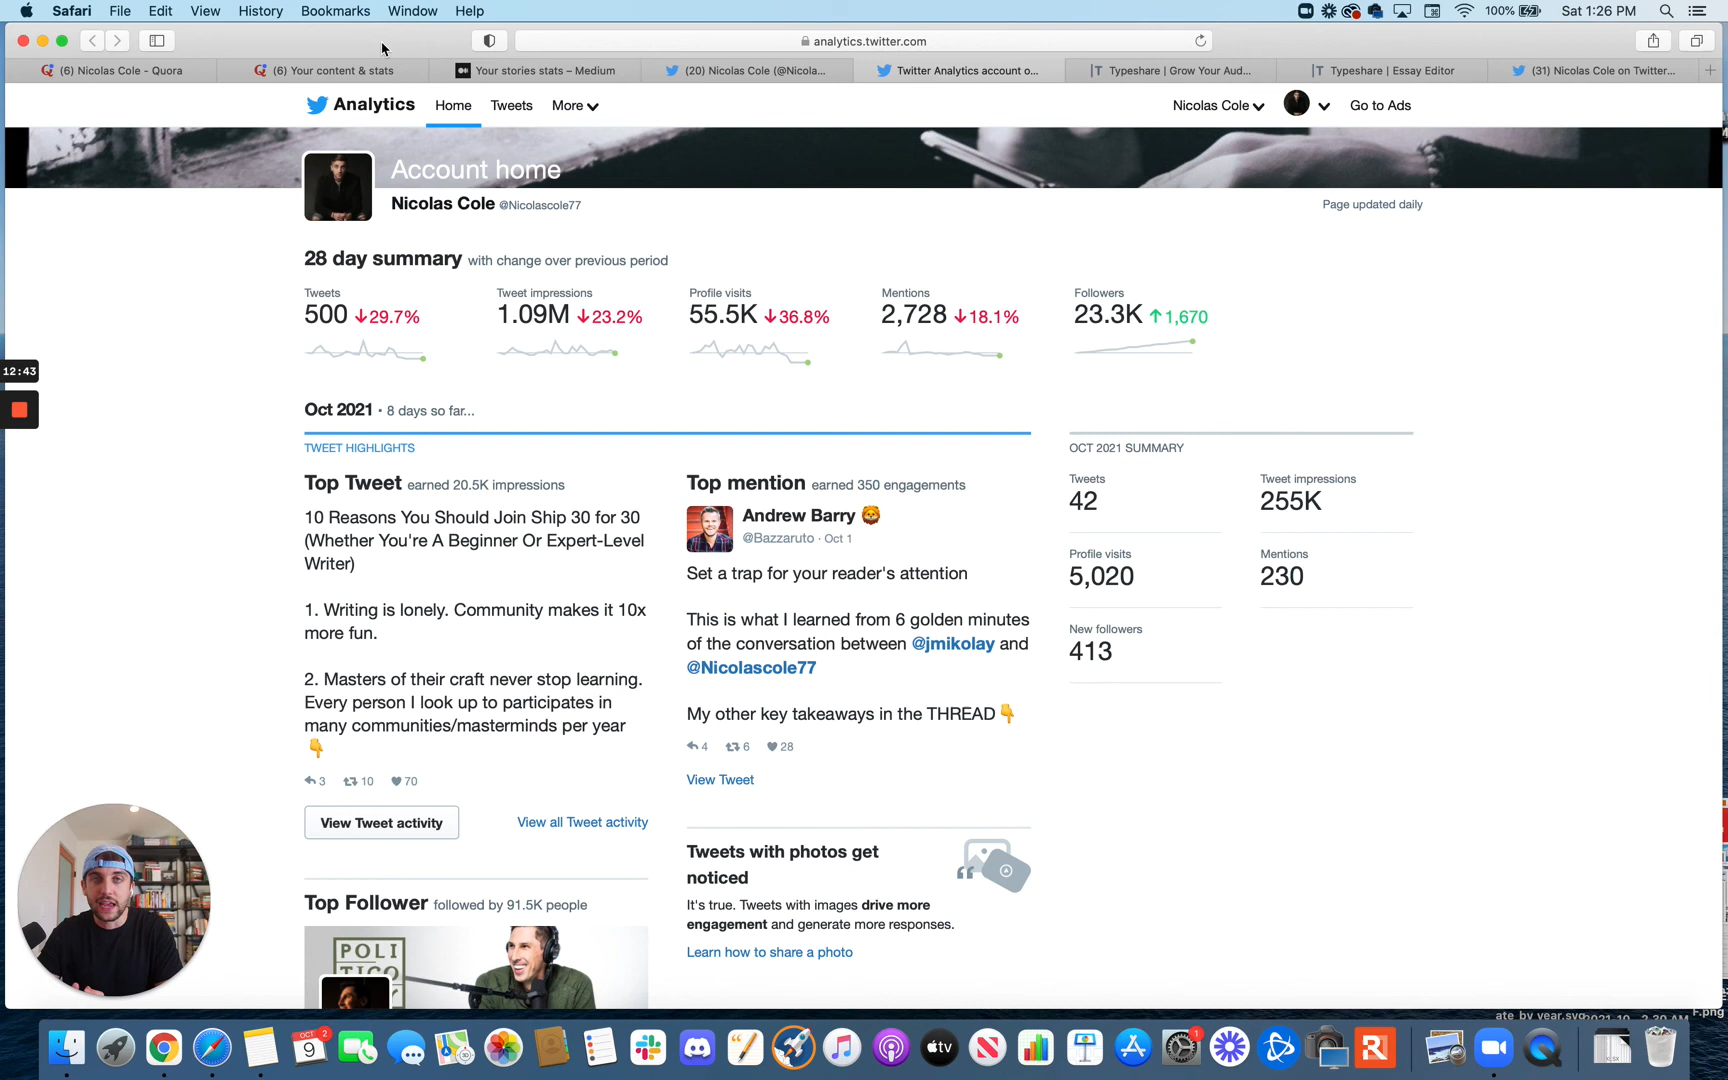 Safari File Edit View History Bookmarks Window Help 100% Sat 1:26 PM
analytics.twitter.com
(6) Nicolas Cole - Quora (6) Your content & stats Your stories stats – Medium (20) Nicolas Cole (@Nicola... Twitter Analytics account o... Typeshare | Grow Your Aud... Typeshare | Essay Editor (31) Nicolas Cole on Twitter...
Analytics Home Tweets More Nicolas Cole Go to Ads
Account home
Nicolas Cole @Nicolascole77 Page updated daily
28 day summary with change over previous period
Tweets Tweet impressions Profile visits Mentions Followers
500 ↓29.7% 1.09M ↓23.2% 55.5K ↓36.8% 2,728 ↓18.1% 23.3K ↑1,670
12:43
Oct 2021 • 8 days so far...
TWEET HIGHLIGHTS
Top Tweet earned 20.5K impressions
10 Reasons You Should Join Ship 30 for 30
(Whether You're A Beginner Or Expert-Level
Writer)
1. Writing is lonely. Community makes it 10x
more fun.
2. Masters of their craft never stop learning.
Every person I look up to participates in
many communities/masterminds per year
👇
3 10 70
View Tweet activity View all Tweet activity
Top Follower followed by 91.5K people
POLI
TICO
Top mention earned 350 engagements
Andrew Barry 🦁
@Bazzaruto · Oct 1
Set a trap for your reader's attention
This is what I learned from 6 golden minutes
of the conversation between @jmikolay and
@Nicolascole77
My other key takeaways in the THREAD👇
4 6 28
View Tweet
Tweets with photos get
noticed
It's true. Tweets with images drive more
engagement and generate more responses.
Learn how to share a photo
OCT 2021 SUMMARY
Tweets Tweet impressions
42 255K
Profile visits Mentions
5,020 230
New followers
413
OCT 2
9
tv
1